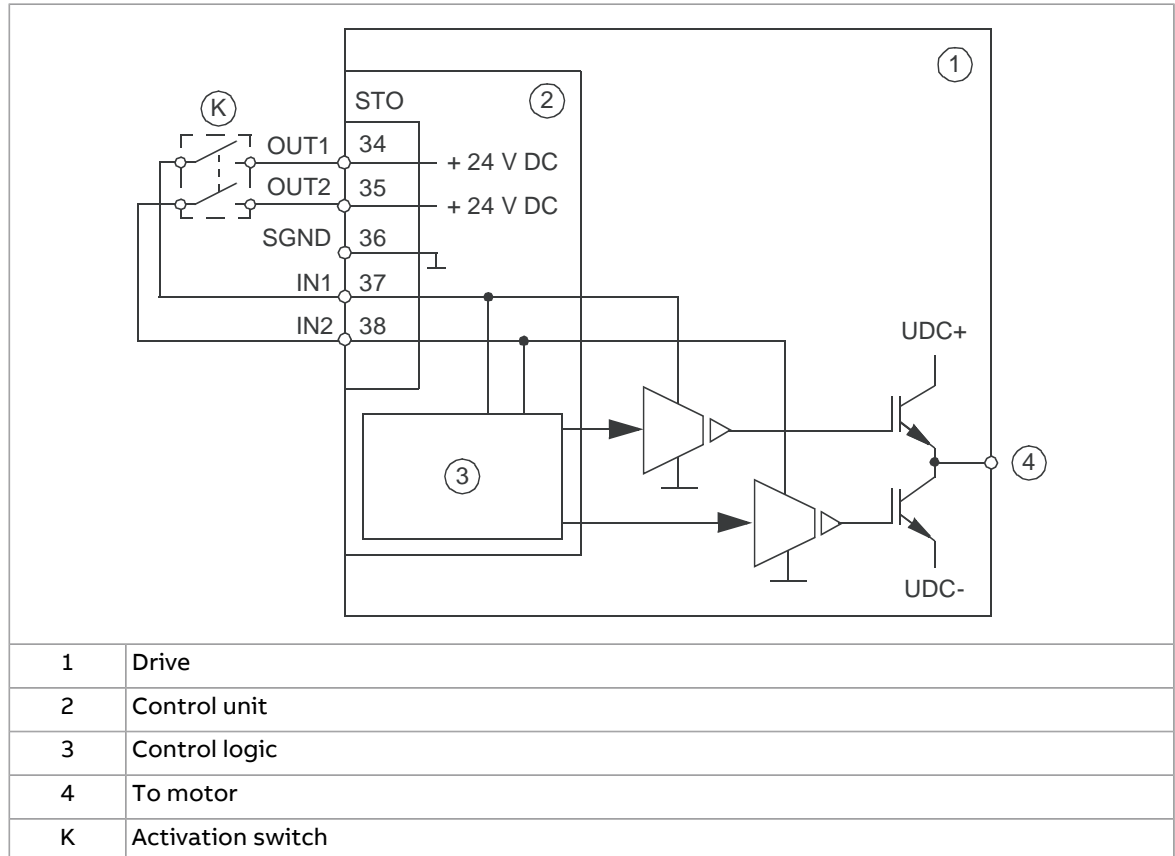 1
STO
2
K
OUT1 34 + 24 V DC
OUT2 35 + 24 V DC
SGND 36
IN1 37
IN2 38
UDC+
3
4
UDC-
1 Drive
2 Control unit
3 Control logic
4 To motor
K Activation switch